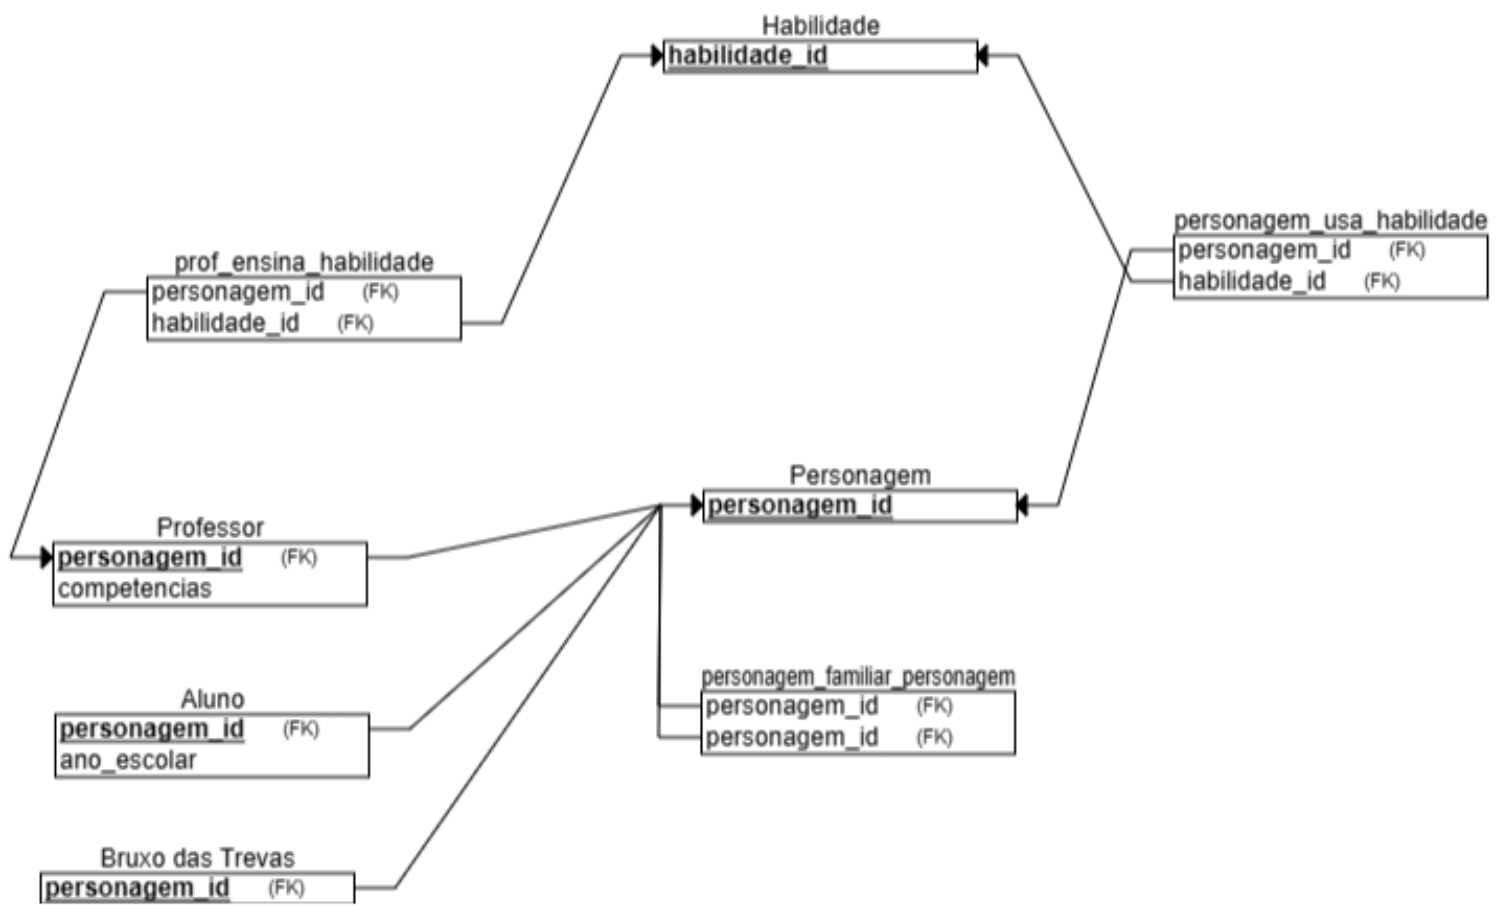 Habilidade
habilidade_id
personagem_usa_habilidade
personagem_id (FK)
habilidade_id (FK)
prof_ensina_habilidade
personagem_id (FK)
habilidade_id (FK)
Personagem
personagem_id
Professor
personagem_id (FK)
competencias
personagem_familiar_personagem
personagem_id (FK)
personagem_id (FK)
Aluno
personagem_id (FK)
ano_escolar
Bruxo das Trevas
personagem_id (FK)